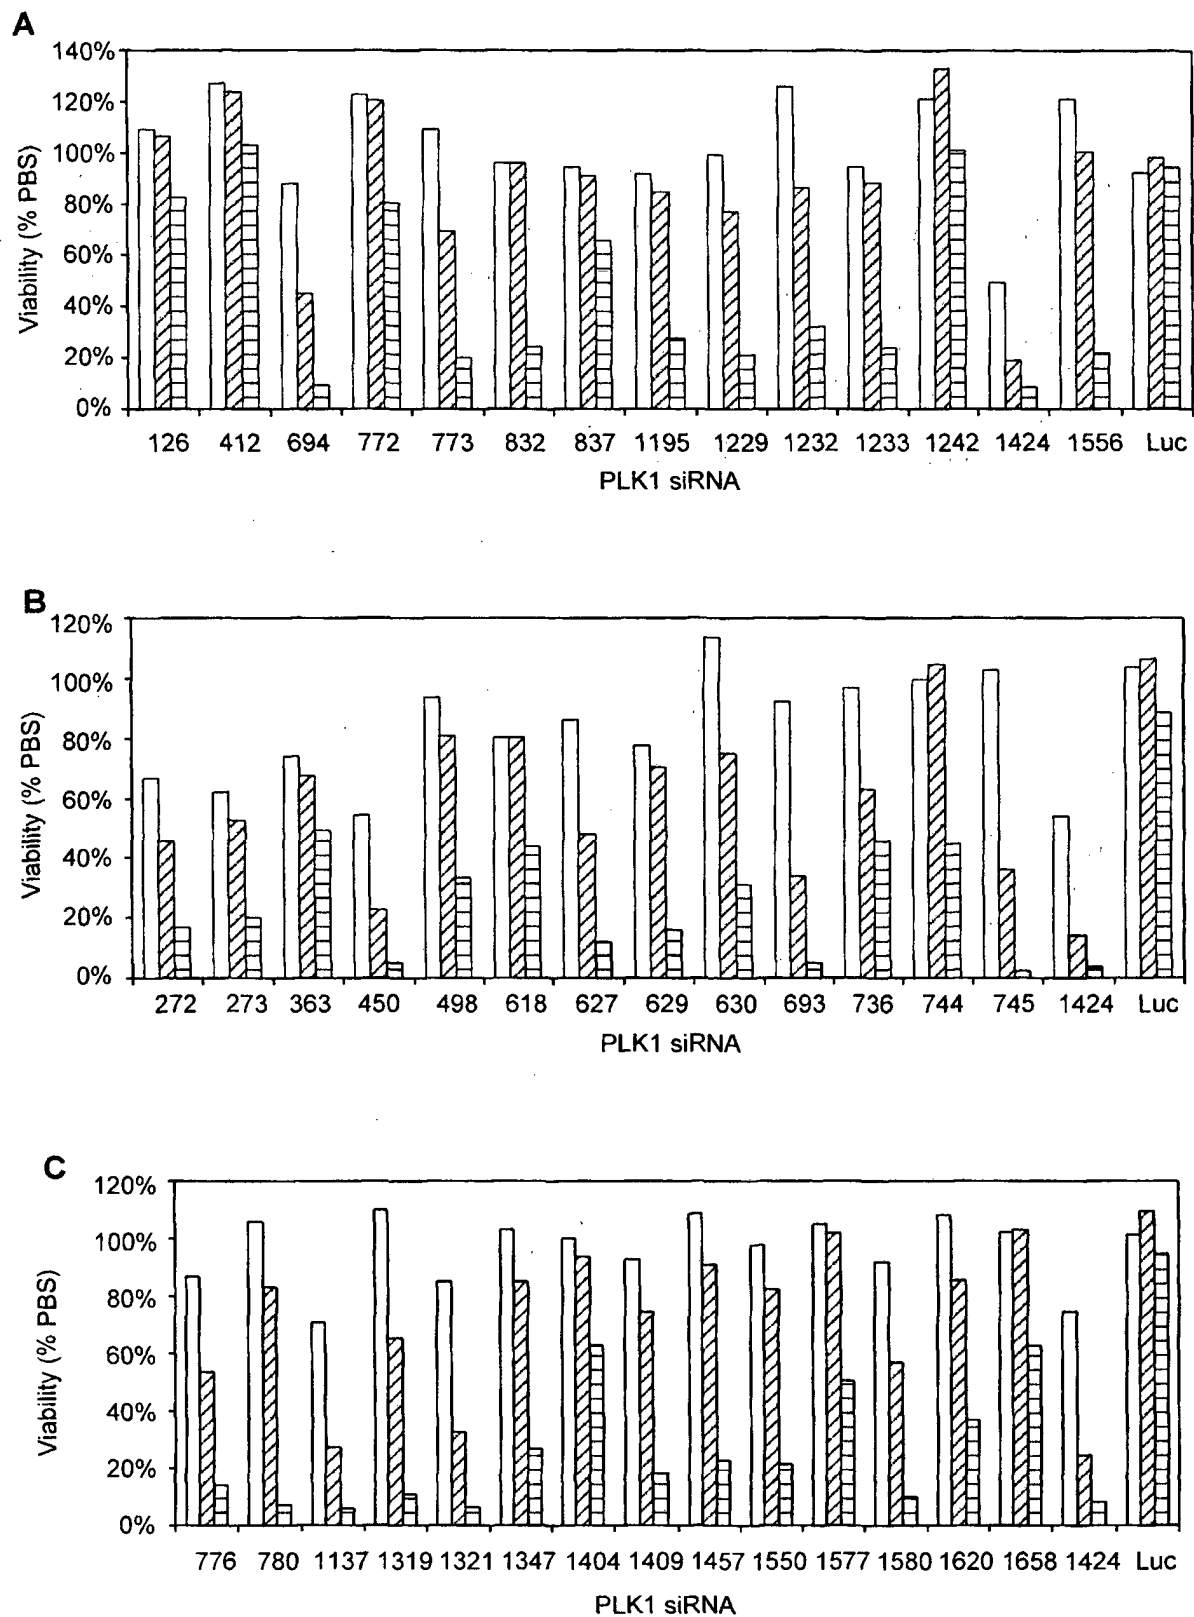 A
140%
120%
100%
80%
60%
40%
20%
0%
Viability (% PBS)
126 412 694 772 773 832 837 1195 1229 1232 1233 1242 1424 1556 Luc
PLK1 siRNA
B
120%
100%
80%
60%
40%
20%
0%
Viability (% PBS)
272 273 363 450 498 618 627 629 630 693 736 744 745 1424 Luc
PLK1 siRNA
C
120%
100%
80%
60%
40%
20%
0%
Viability (% PBS)
776 780 1137 1319 1321 1347 1404 1409 1457 1550 1577 1580 1620 1658 1424 Luc
PLK1 siRNA